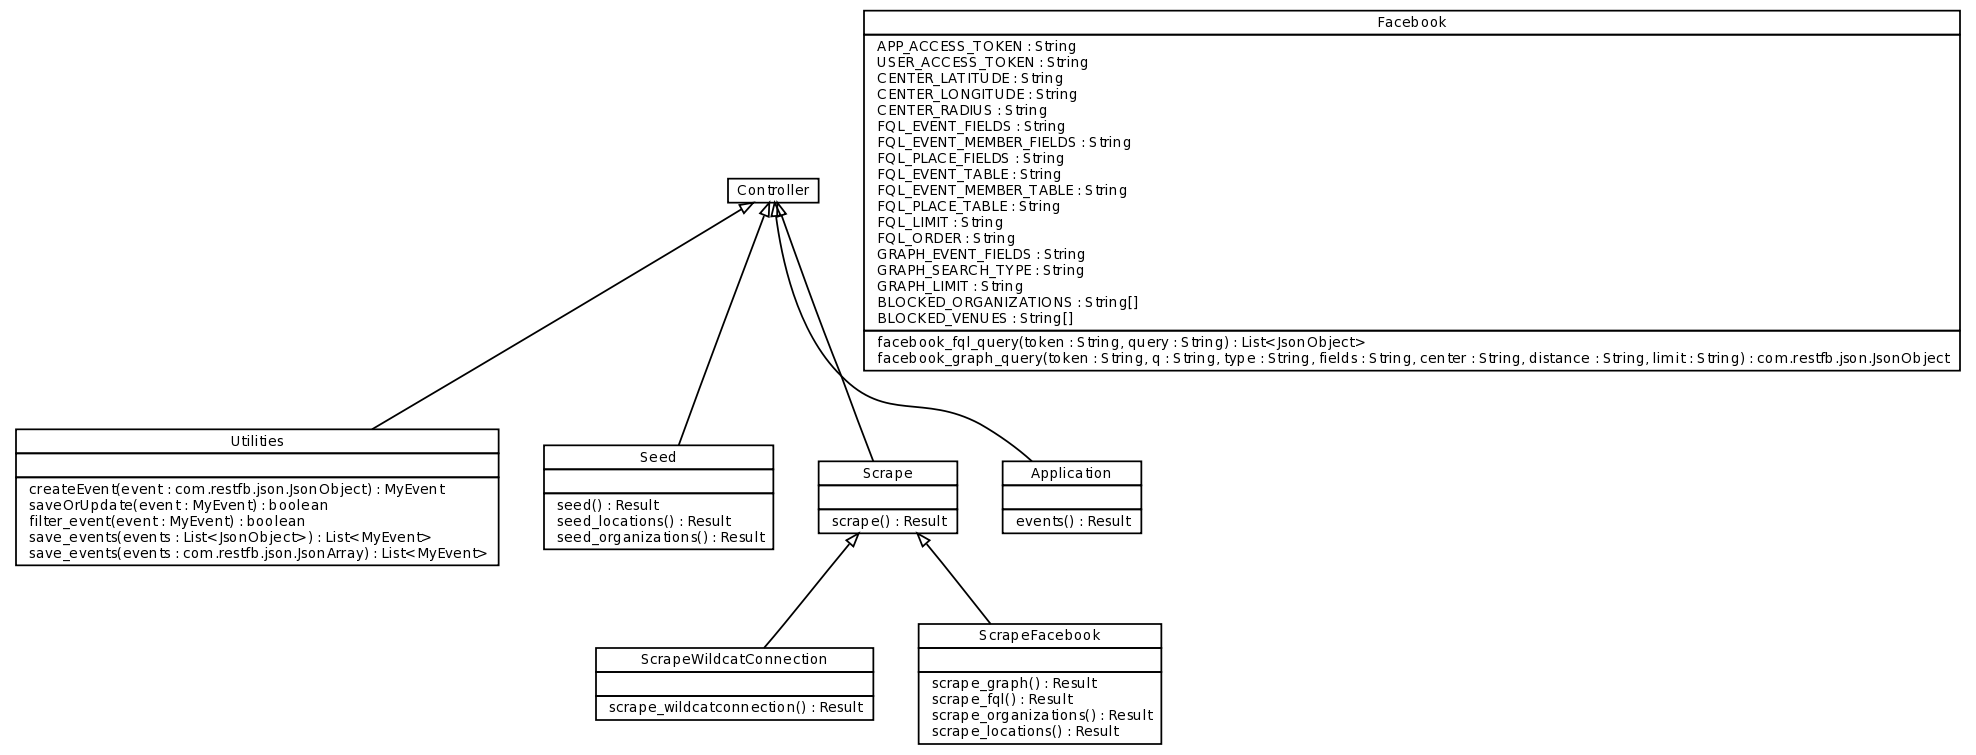 Facebook
APP_ACCESS_TOKEN : String
USER_ACCESS_TOKEN : String
CENTER_LATITUDE : String
CENTER_LONGITUDE : String
CENTER_RADIUS : String
FQL_EVENT_FIELDS : String
FQL_EVENT_MEMBER_FIELDS : String
FQL_PLACE_FIELDS : String
FQL_EVENT_TABLE : String
FQL_EVENT_MEMBER_TABLE : String
FQL_PLACE_TABLE : String
FQL_LIMIT : String
FQL_ORDER : String
GRAPH_EVENT_FIELDS : String
GRAPH_SEARCH_TYPE : String
GRAPH_LIMIT : String
BLOCKED_ORGANIZATIONS : String[]
BLOCKED_VENUES : String[]
facebook_fql_query(token : String, query : String) : List<JsonObject>
facebook_graph_query(token : String, q : String, type : String, fields : String, center : String, distance : String, limit : String) : com.restfb.json.JsonObject
Controller
Utilities
createEvent(event : com.restfb.json.JsonObject) : MyEvent
saveOrUpdate(event : MyEvent) : boolean
filter_event(event : MyEvent) : boolean
save_events(events : List<JsonObject>) : List<MyEvent>
save_events(events : com.restfb.json.JsonArray) : List<MyEvent>
Seed
seed() : Result
seed_locations() : Result
seed_organizations() : Result
Scrape
scrape() : Result
Application
events() : Result
ScrapeWildcatConnection
scrape_wildcatconnection() : Result
ScrapeFacebook
scrape_graph() : Result
scrape_fql() : Result
scrape_organizations() : Result
scrape_locations() : Result